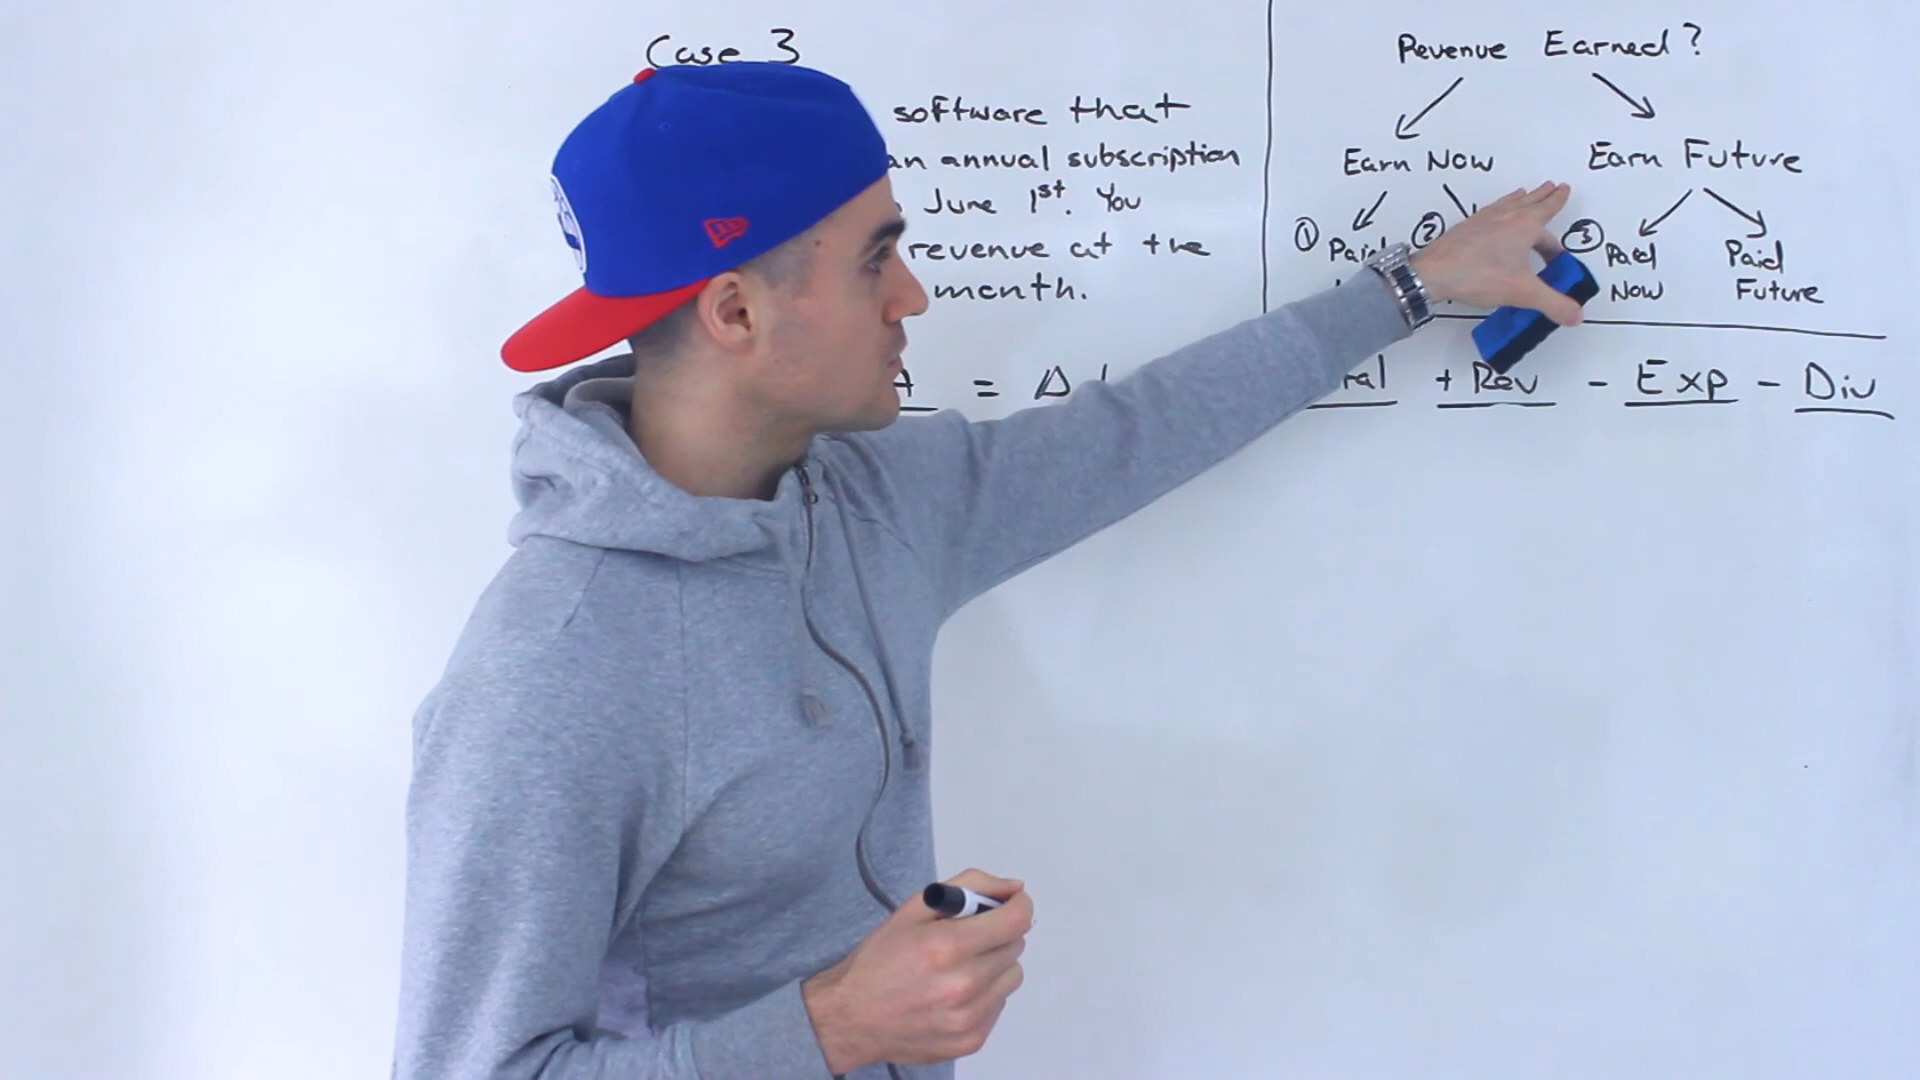 Case 3
software that
an annual subscription
June 1st. You
revenue at the
month.
Revenue Earned?
Earn Now Earn Future
① Paid ② ③ Paid Paid
Now Future
= Δ + Rev - Exp - Div